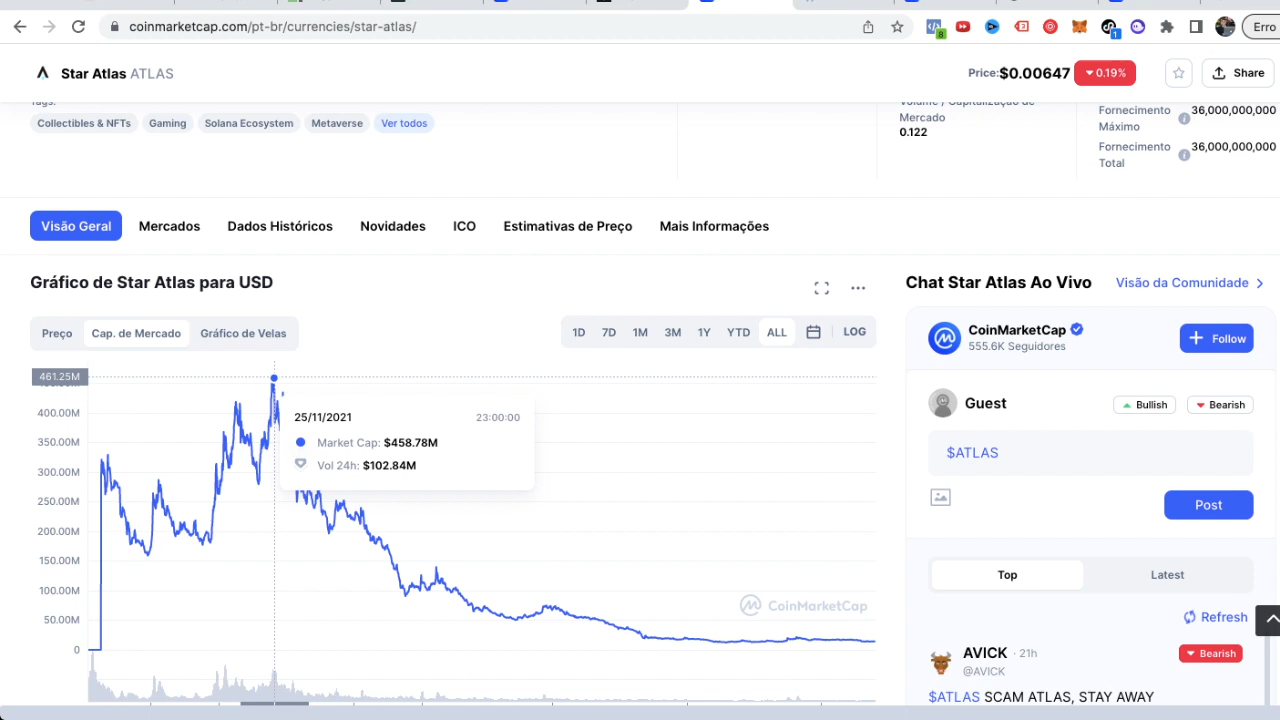 coinmarketcap.com/pt-br/currencies/star-atlas/
8
1
Erro
Star Atlas ATLAS
Price:$0.00647
0.19%
Share
Tags:
Collectibles & NFTs
Gaming
Solana Ecosystem
Metaverse
Ver todos
Volume / Capitalização de
Mercado
0.122
Fornecimento
Máximo
36,000,000,000
Fornecimento
Total
36,000,000,000
Visão Geral
Mercados
Dados Históricos
Novidades
ICO
Estimativas de Preço
Mais Informações
Gráfico de Star Atlas para USD
Preço
Cap. de Mercado
Gráfico de Velas
1D
7D
1M
3M
1Y
YTD
ALL
LOG
461.25M
400.00M
350.00M
300.00M
250.00M
200.00M
150.00M
100.00M
50.00M
0
25/11/2021
23:00:00
Market Cap: $458.78M
Vol 24h: $102.84M
CoinMarketCap
Chat Star Atlas Ao Vivo
Visão da Comunidade
CoinMarketCap
555.6K Seguidores
Follow
Guest
Bullish
Bearish
$ATLAS
Post
Top
Latest
Refresh
AVICK · 21h
@AVICK
Bearish
$ATLAS SCAM ATLAS, STAY AWAY